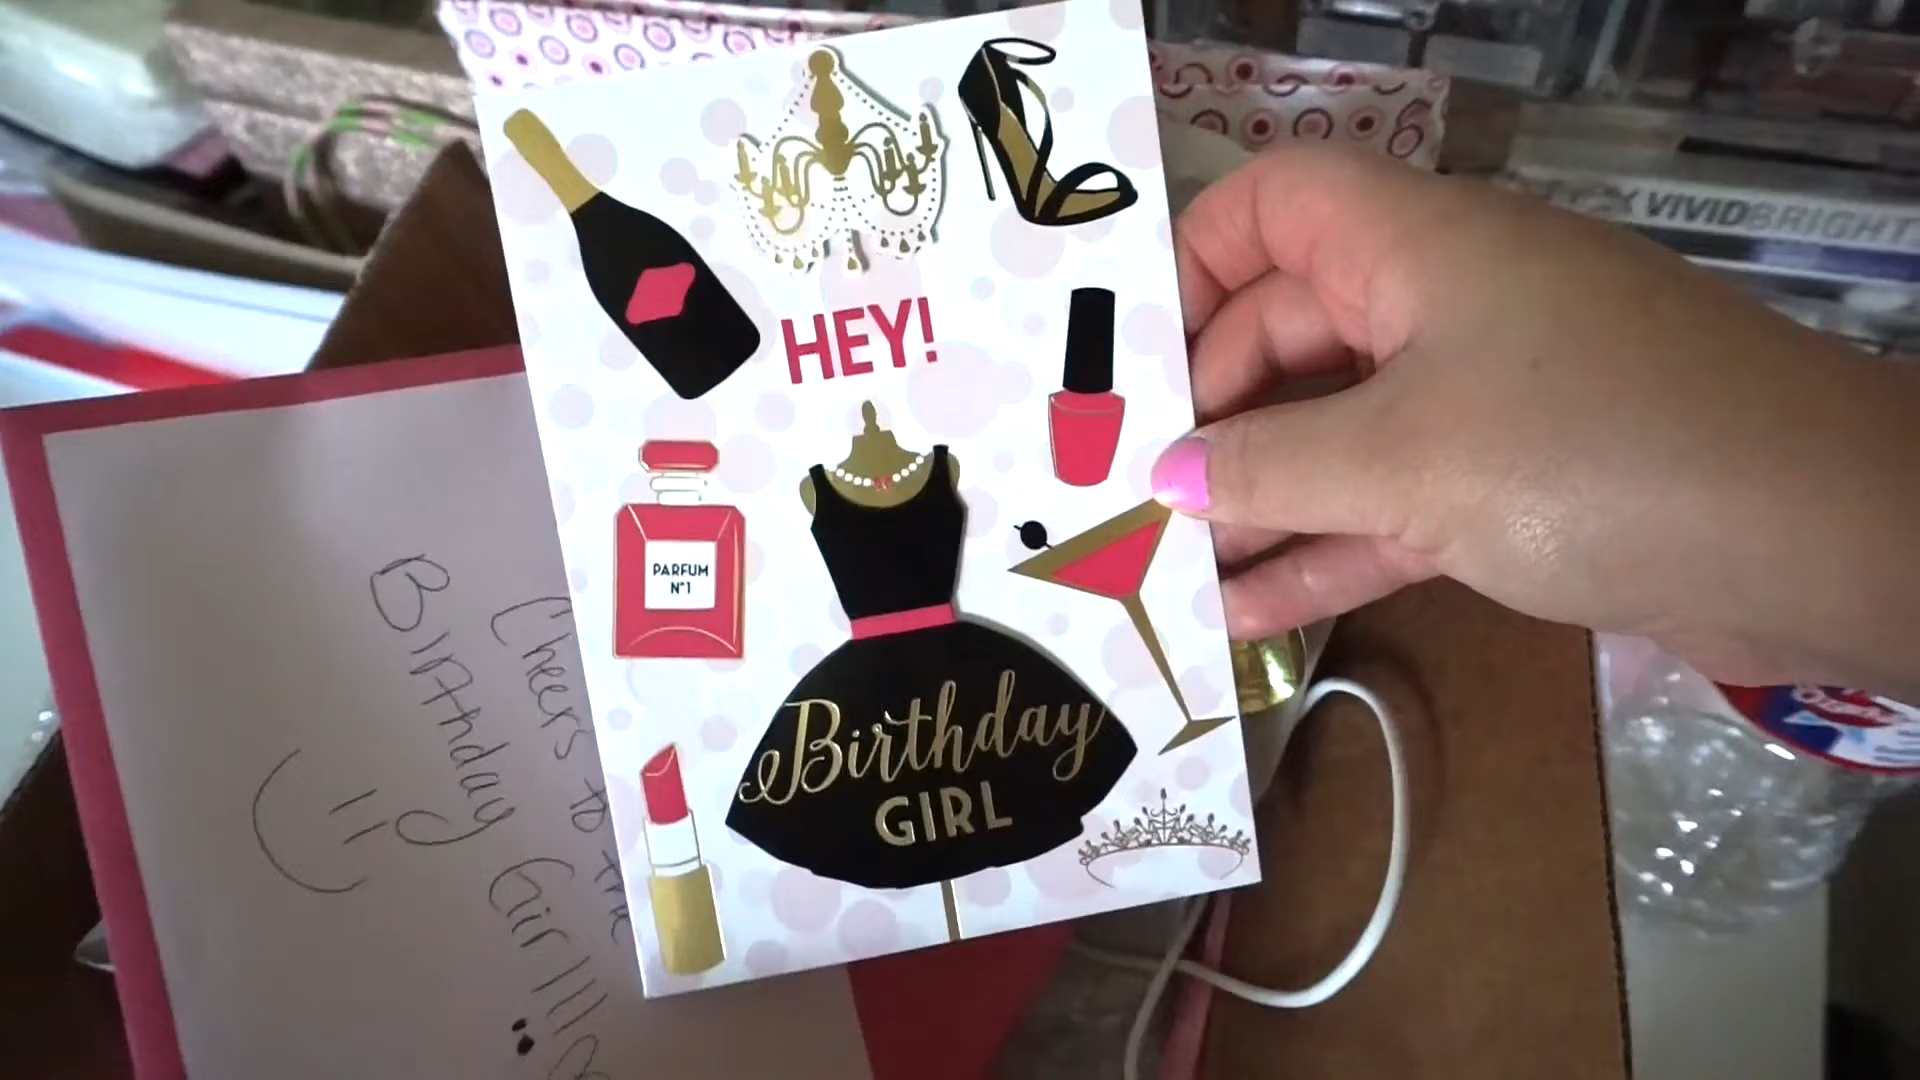 HEY!
PARFUM
N°1
Birthday
GIRL
Cheers to the
Birthday Girl!!!
VIVIDBRIGHT